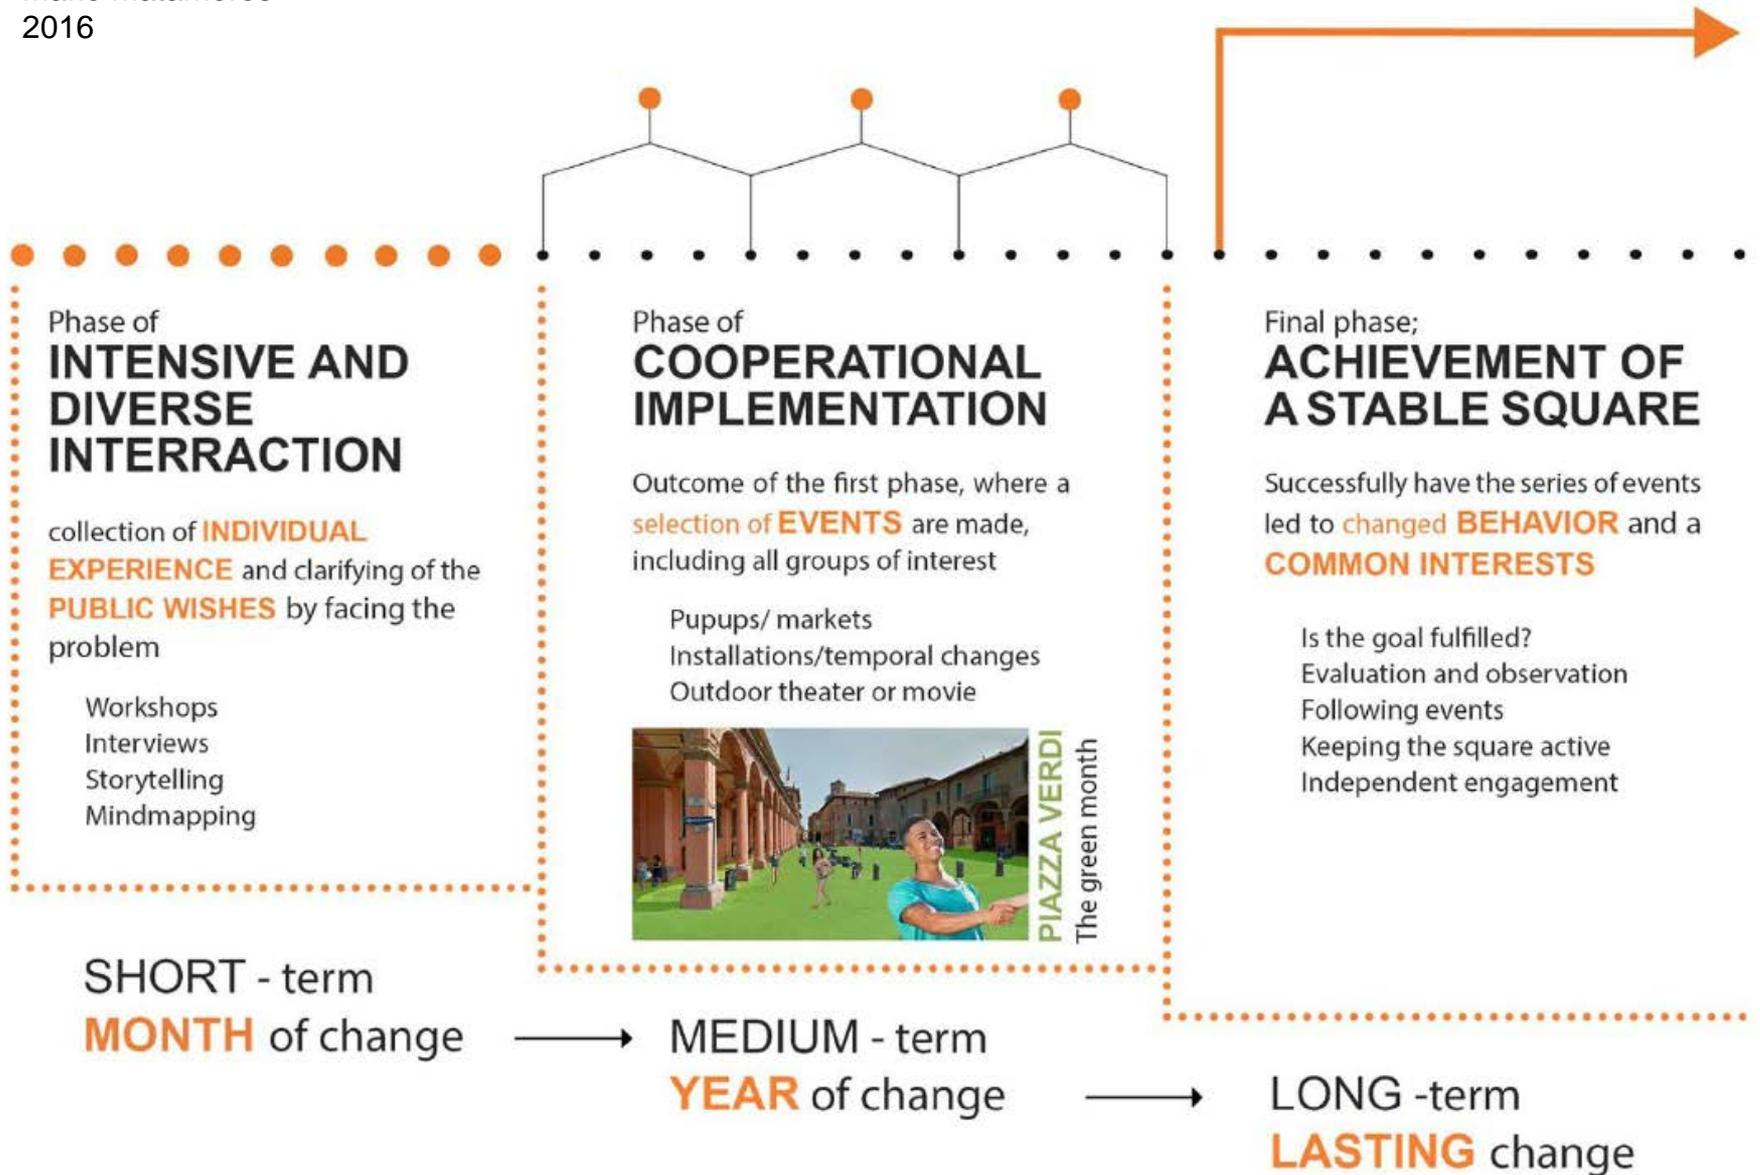 2016
Phase of
INTENSIVE AND
DIVERSE
INTERRACTION
collection of INDIVIDUAL
EXPERIENCE and clarifying of the
PUBLIC WISHES by facing the
problem
Workshops
Interviews
Storytelling
Mindmapping
SHORT - term
MONTH of change
Phase of
COOPERATIONAL
IMPLEMENTATION
Outcome of the first phase, where a
selection of EVENTS are made,
including all groups of interest
Pupups/ markets
Installations/temporal changes
Outdoor theater or movie
PIAZZA VERDI
The green month
MEDIUM - term
YEAR of change
Final phase;
ACHIEVEMENT OF
A STABLE SQUARE
Successfully have the series of events
led to changed BEHAVIOR and a
COMMON INTERESTS
Is the goal fulfilled?
Evaluation and observation
Following events
Keeping the square active
Independent engagement
LONG -term
LASTING change